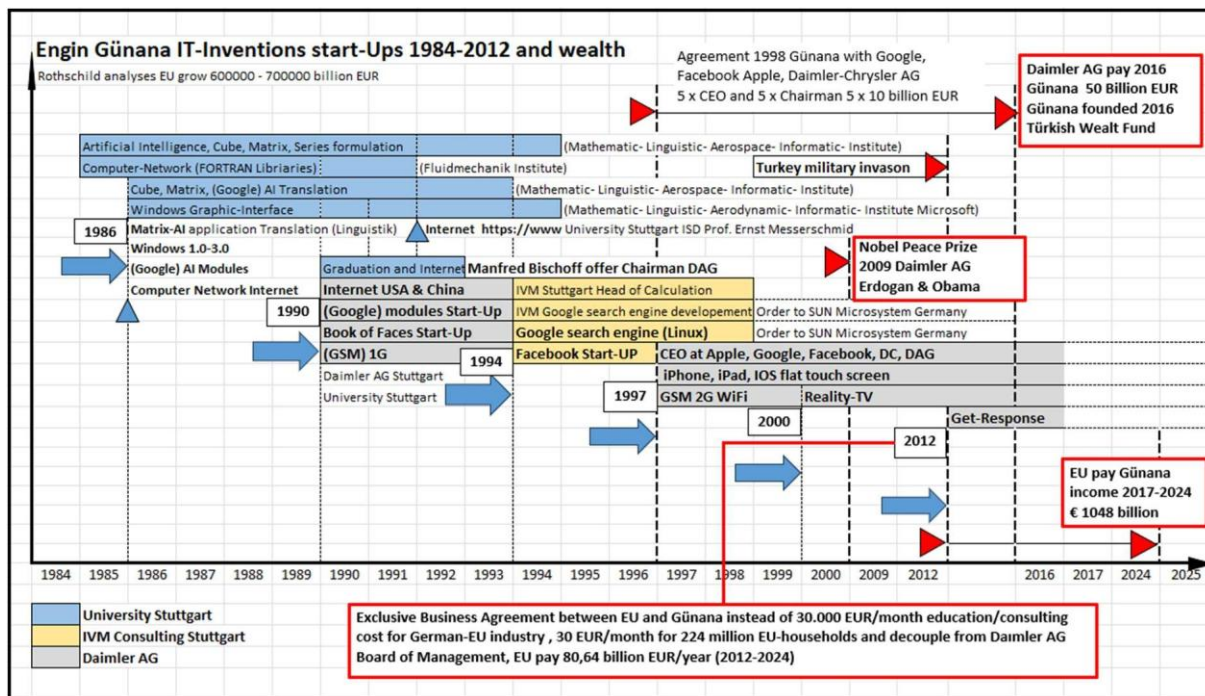 Engin Günana IT-Inventions start-Ups 1984-2012 and wealth
Rothschild analyses EU grow 600000 - 700000 billion EUR
Agreement 1998 Günana with Google,
Facebook Apple, Daimler-Chrysler AG
5 x CEO and 5 x Chairman 5 x 10 billion EUR
Daimler AG pay 2016
Günana 50 Billion EUR
Günana founded 2016
Türkish Wealt Fund
Artificial Intelligence, Cube, Matrix, Series formulation
(Mathematic- Linguistic- Aerospace- Informatic- Institute)
Computer-Network (FORTRAN Libraries)
(Fluidmechanik Institute)
Turkey military invason
Cube, Matrix, (Google) AI Translation
(Mathematic- Linguistic- Aerospace- Informatic- Institute)
Windows Graphic-Interface
(Mathematic- Linguistic- Aerodynamic- Informatic- Institute Microsoft)
1986
Matrix-AI application Translation (Linguistik)
Internet https://www University Stuttgart ISD Prof. Ernst Messerschmid
Windows 1.0-3.0
(Google) AI Modules
Computer Network Internet
Nobel Peace Prize
2009 Daimler AG
Erdogan & Obama
Graduation and Internet
Manfred Bischoff offer Chairman DAG
Internet USA & China
IVM Stuttgart Head of Calculation
1990
(Google) modules Start-Up
IVM Google search engine developement
Order to SUN Microsystem Germany
Book of Faces Start-Up
Google search engine (Linux)
Order to SUN Microsystem Germany
(GSM) 1G
1994
Facebook Start-UP
CEO at Apple, Google, Facebook, DC, DAG
Daimler AG Stuttgart
iPhone, iPad, IOS flat touch screen
University Stuttgart
1997
GSM 2G WiFi
Reality-TV
2000
Get-Response
2012
EU pay Günana
income 2017-2024
€ 1048 billion
1984 1985 1986 1987 1988 1989 1990 1991 1992 1993 1994 1995 1996 1997 1998 1999 2000 2009 2012 2016 2017 2024 2025
University Stuttgart
IVM Consulting Stuttgart
Daimler AG
Exclusive Business Agreement between EU and Günana instead of 30.000 EUR/month education/consulting
cost for German-EU industry , 30 EUR/month for 224 million EU-households and decouple from Daimler AG
Board of Management, EU pay 80,64 billion EUR/year (2012-2024)